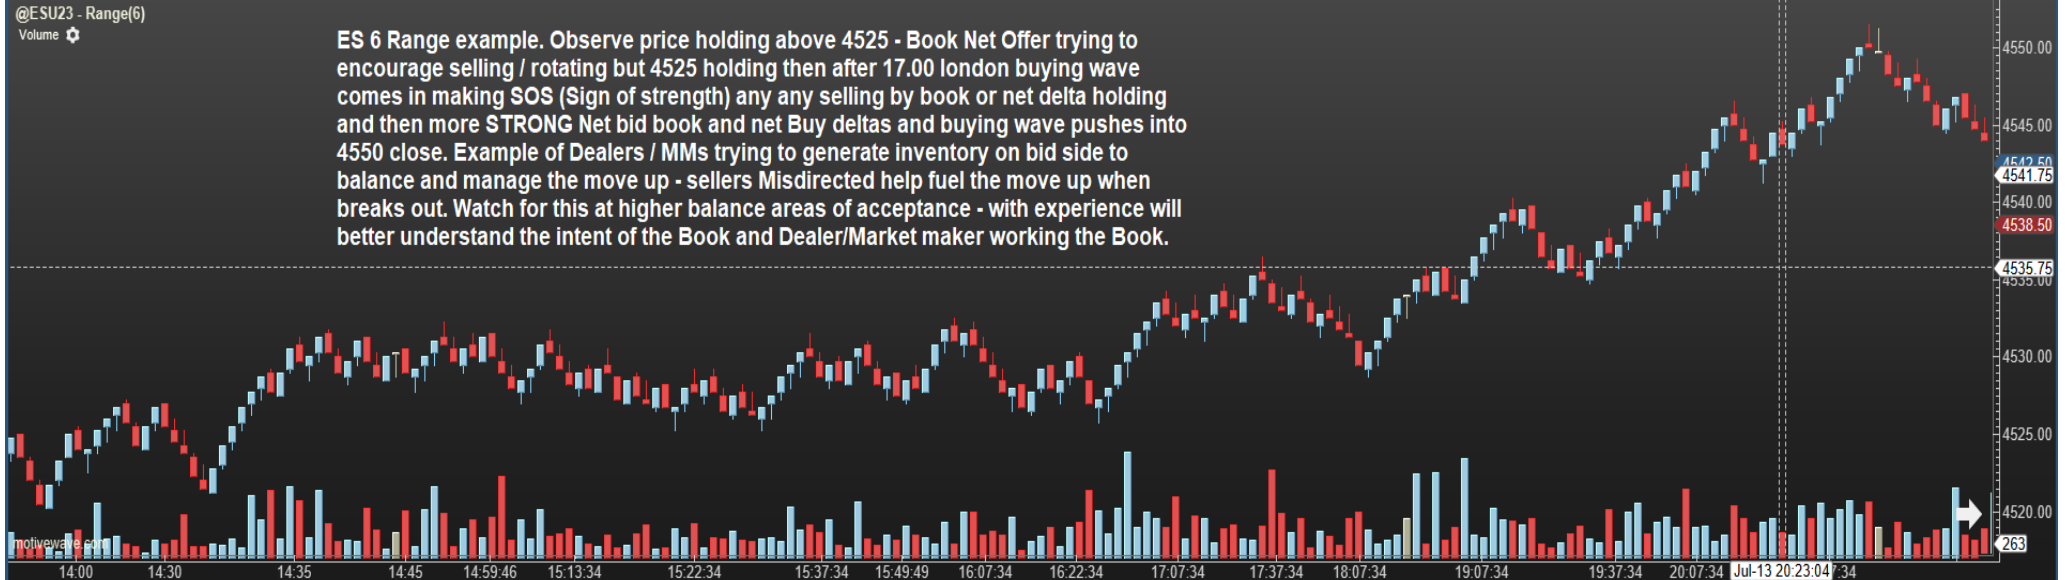 @ESU23 - Range(6)
Volume
ES 6 Range example. Observe price holding above 4525 - Book Net Offer trying to
encourage selling / rotating but 4525 holding then after 17.00 london buying wave
comes in making SOS (Sign of strength) any any selling by book or net delta holding
and then more STRONG Net bid book and net Buy deltas and buying wave pushes into
4550 close. Example of Dealers / MMs trying to generate inventory on bid side to
balance and manage the move up - sellers Misdirected help fuel the move up when
breaks out. Watch for this at higher balance areas of acceptance - with experience will
better understand the intent of the Book and Dealer/Market maker working the Book.
4550.00
4545.00
4542.50
4541.75
4540.00
4538.50
4535.75
4535.00
4530.00
4525.00
4520.00
263
motivewave.com
14:00 14:30 14:35 14:45 14:59:46 15:13:34 15:22:34 15:37:34 15:49:49 16:07:34 16:22:34 17:07:34 17:37:34 18:07:34 19:07:34 19:37:34 20:07:34 Jul-13 20:23:04 7:34